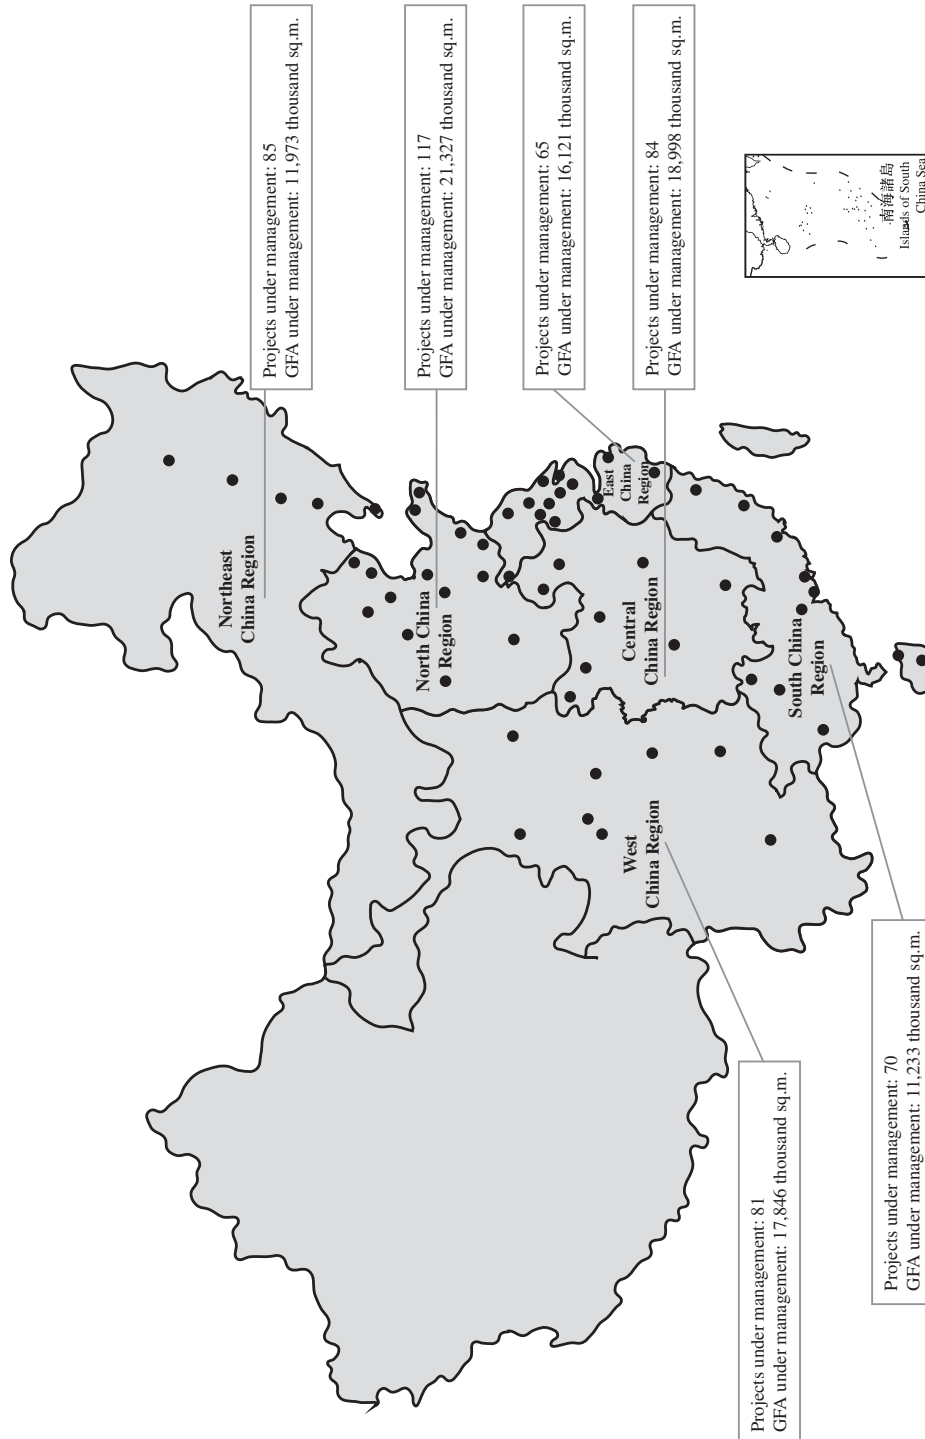 Northeast
China Region
Projects under management: 85
GFA under management: 11,973 thousand sq.m.
North China
Region
Projects under management: 117
GFA under management: 21,327 thousand sq.m.
East
China
Region
Projects under management: 65
GFA under management: 16,121 thousand sq.m.
Central
China Region
Projects under management: 84
GFA under management: 18,998 thousand sq.m.
West
China Region
Projects under management: 81
GFA under management: 17,846 thousand sq.m.
South China
Region
Projects under management: 70
GFA under management: 11,233 thousand sq.m.
南海諸島
Islands of South
China Sea